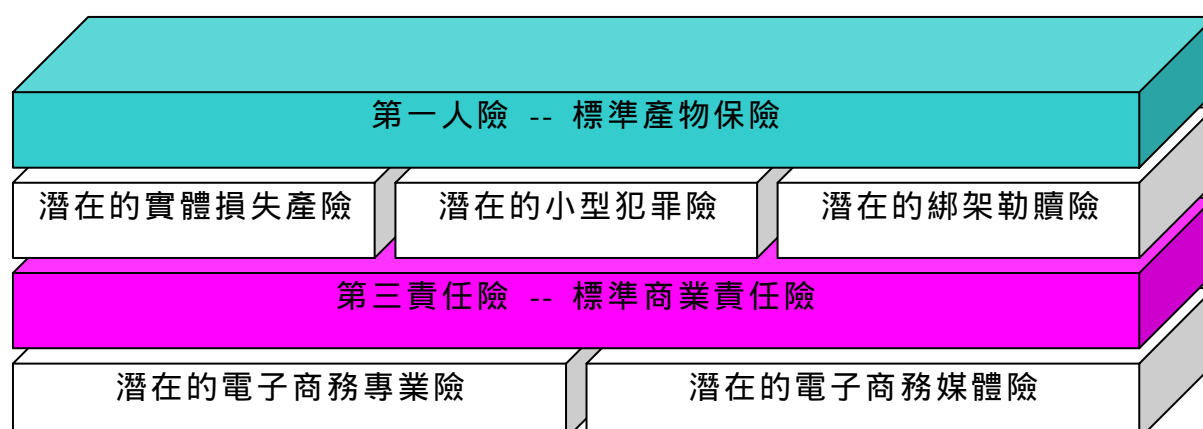 第一人險 -- 標準產物保險
潛在的實體損失產險
潛在的小型犯罪險
潛在的綁架勒贖險
第三責任險 -- 標準商業責任險
潛在的電子商務專業險
潛在的電子商務媒體險